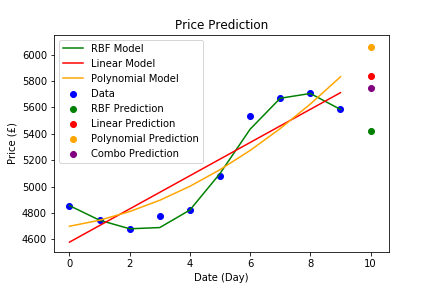 Price Prediction
RBF Model
Linear Model
Polynomial Model
Data
RBF Prediction
Linear Prediction
Polynomial Prediction
Combo Prediction
Price (£)
6000
5800
5600
5400
5200
5000
4800
4600
0 2 4 6 8 10
Date (Day)